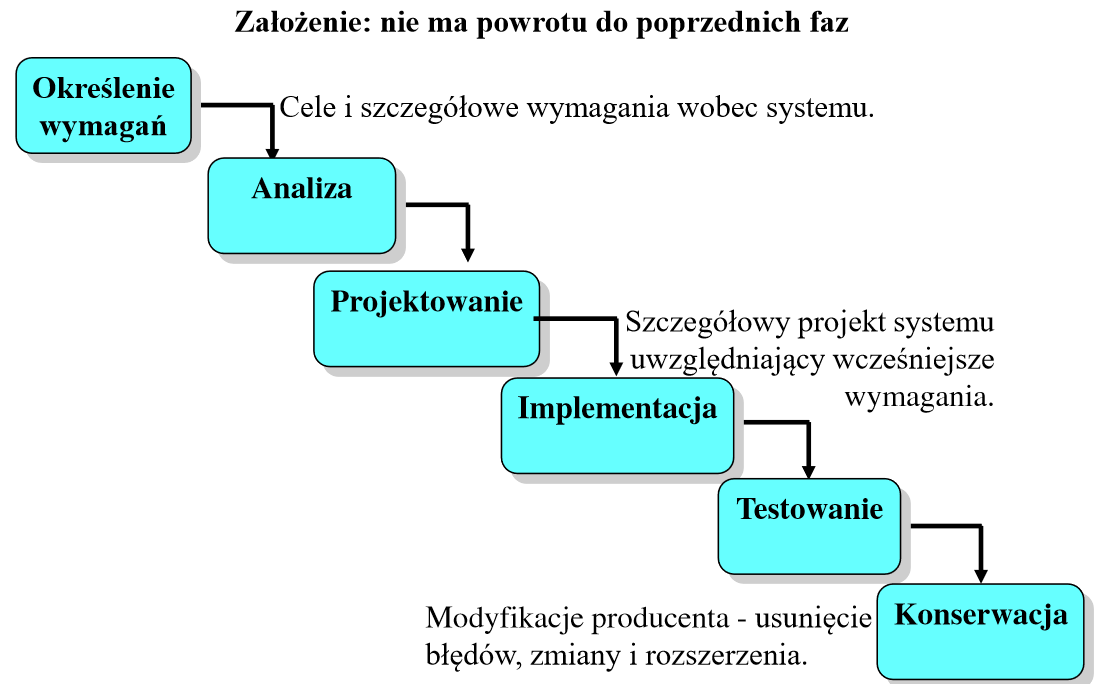 Założenie: nie ma powrotu do poprzednich faz
Określenie
wymagań
Cele i szczegółowe wymagania wobec systemu.
Analiza
Projektowanie
Szczegółowy projekt systemu
uwzględniający wcześniejsze
wymagania.
Implementacja
Testowanie
Modyfikacje producenta - usunięcie
błędów, zmiany i rozszerzenia.
Konserwacja